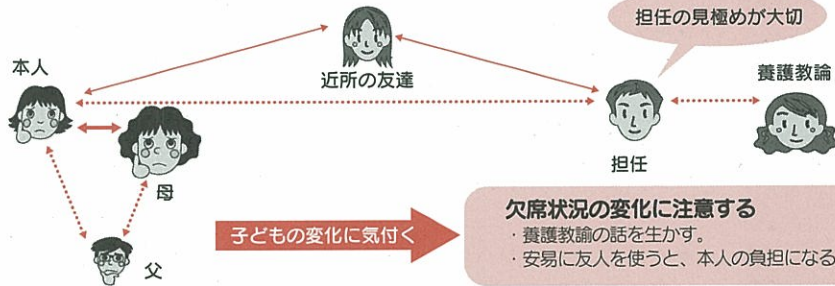 担任の見極めが大切
本人
近所の友達
養護教諭
担任
母
父
子どもの変化に気付く
欠席状況の変化に注意する
・養護教諭の話を生かす。
・安易に友人を使うと、本人の負担になる